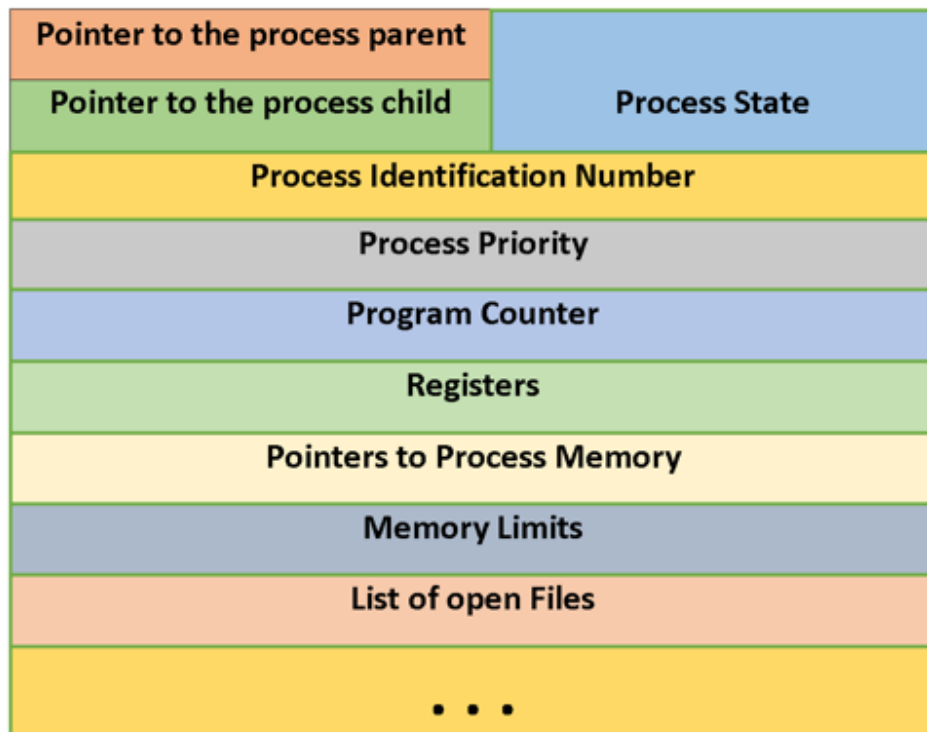 Pointer to the process parent
Pointer to the process child
Process State
Process Identification Number
Process Priority
Program Counter
Registers
Pointers to Process Memory
Memory Limits
List of open Files
. . .